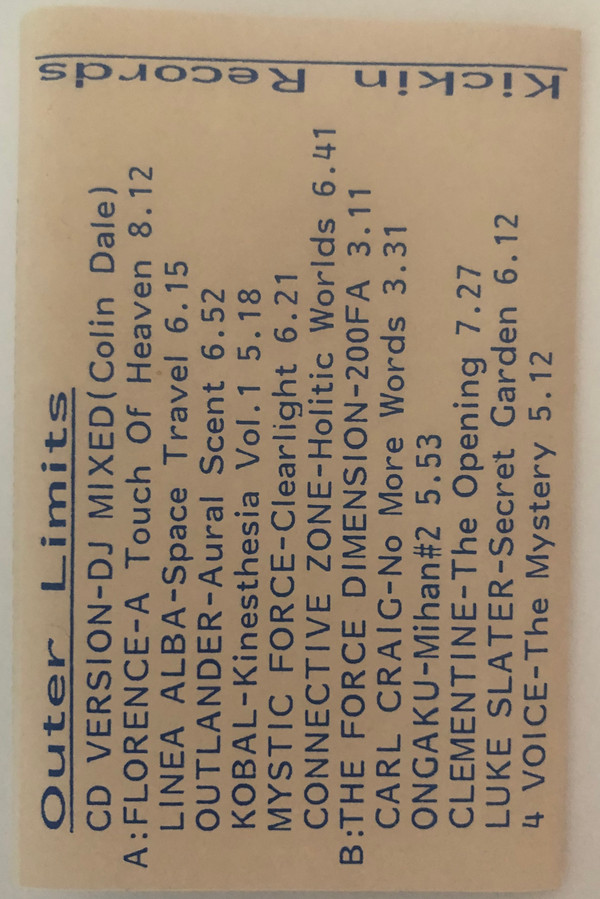 Outer Limits
CD VERSION-DJ MIXED(Colin Dale)
A:FLORENCE-A Touch Of Heaven 8.12
LINEA ALBA-Space Travel 6.15
OUTLANDER-Aural Scent 6.52
KOBAL-Kinesthesia Vol.1 5.18
MYSTIC FORCE-Clearlight 6.21
CONNECTIVE ZONE-Holitic Worlds 6.41
B:THE FORCE DIMENSION-200FA 3.11
CARL CRAIG-No More Words 3.31
ONGAKU-Mihan#2 5.53
CLEMENTINE-The Opening 7.27
LUKE SLATER-Secret Garden 6.12
4 VOICE-The Mystery 5.12
Kickin Records